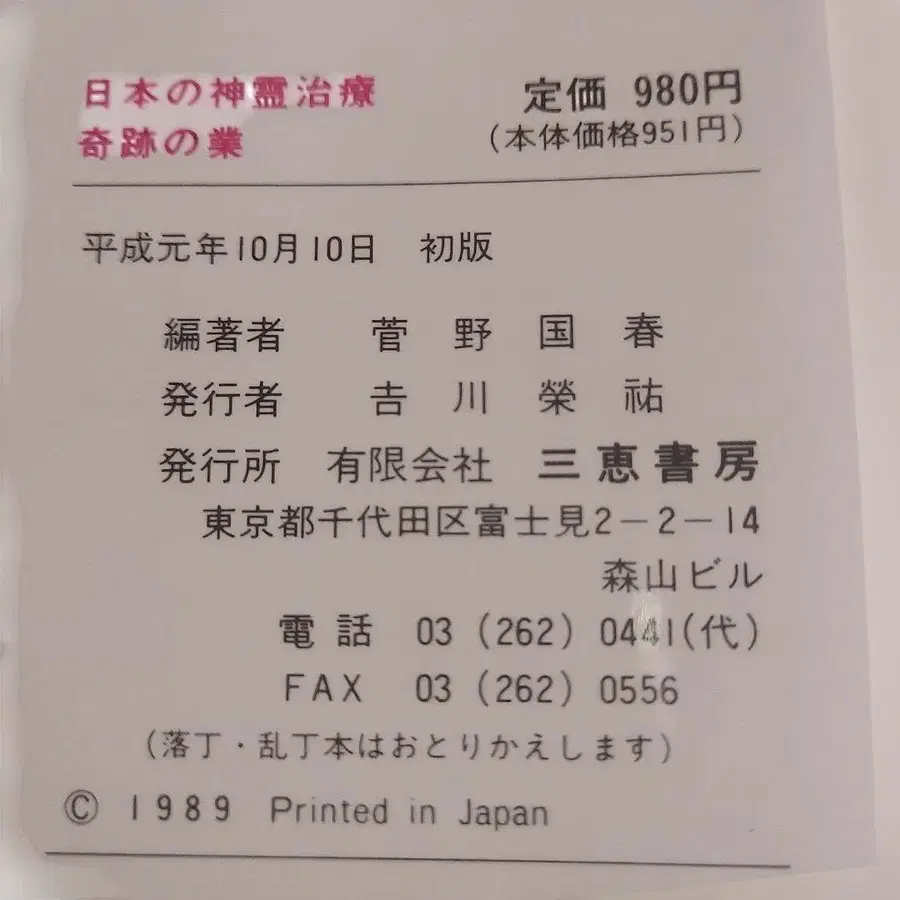 日本の神霊治療
奇跡の業
定価 980円
(本体価格951円)
平成元年10月10日 初版
編著者 菅野国春
発行者 𠮷川榮祐
発行所 有限会社 三恵書房
東京都千代田区富士見2-2-14
森山ビル
電話 03(262)0441(代)
FAX 03(262)0556
(落丁・乱丁本はおとりかえします)
© 1989 Printed in Japan